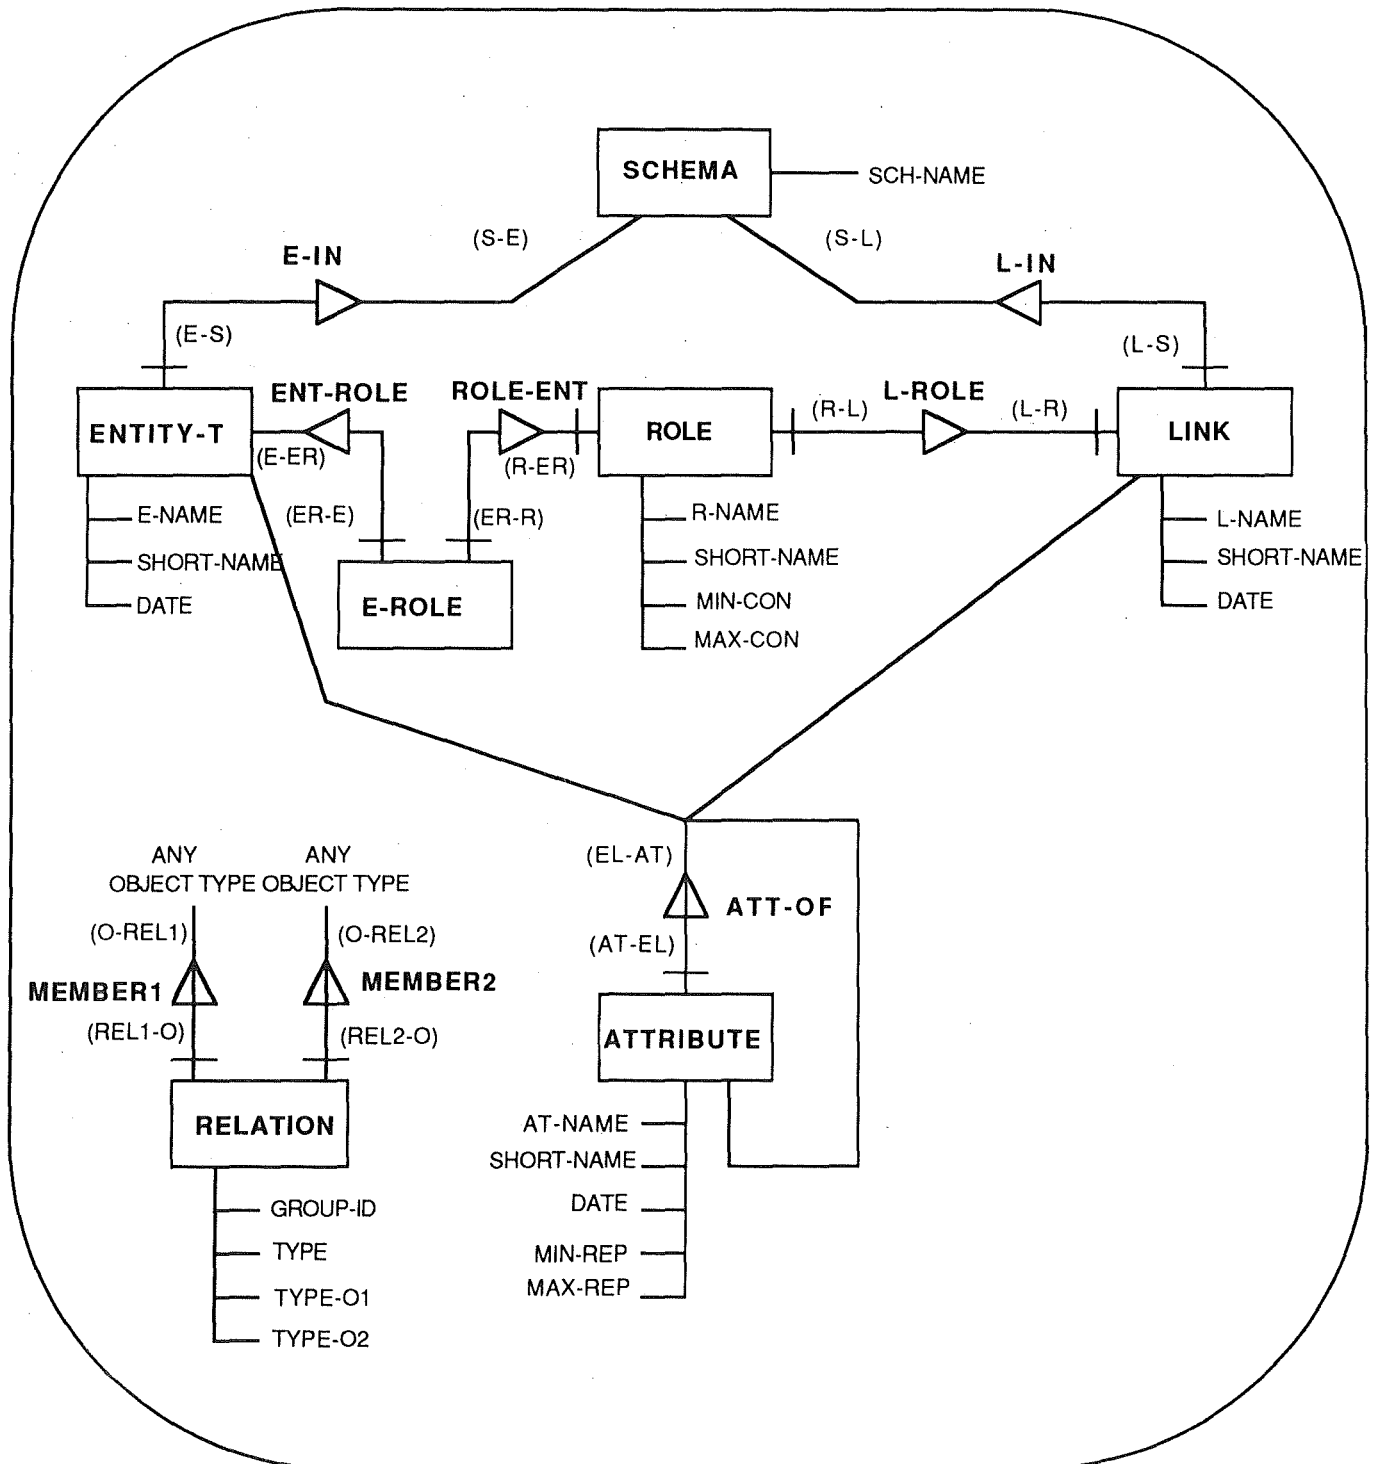 SCHEMA
SCH-NAME
(S-E)
(S-L)
E-IN
L-IN
(E-S)
(L-S)
ENT-ROLE
ROLE-ENT
L-ROLE
(R-L)
(L-R)
ENTITY-T
ROLE
LINK
(E-ER)
(R-ER)
E-NAME
(ER-E)
(ER-R)
R-NAME
L-NAME
SHORT-NAME
SHORT-NAME
SHORT-NAME
DATE
E-ROLE
MIN-CON
DATE
MAX-CON
ANY
OBJECT TYPE
ANY
OBJECT TYPE
(EL-AT)
ATT-OF
(O-REL1)
(O-REL2)
(AT-EL)
MEMBER1
MEMBER2
(REL1-O)
(REL2-O)
ATTRIBUTE
RELATION
AT-NAME
SHORT-NAME
DATE
MIN-REP
MAX-REP
GROUP-ID
TYPE
TYPE-O1
TYPE-O2